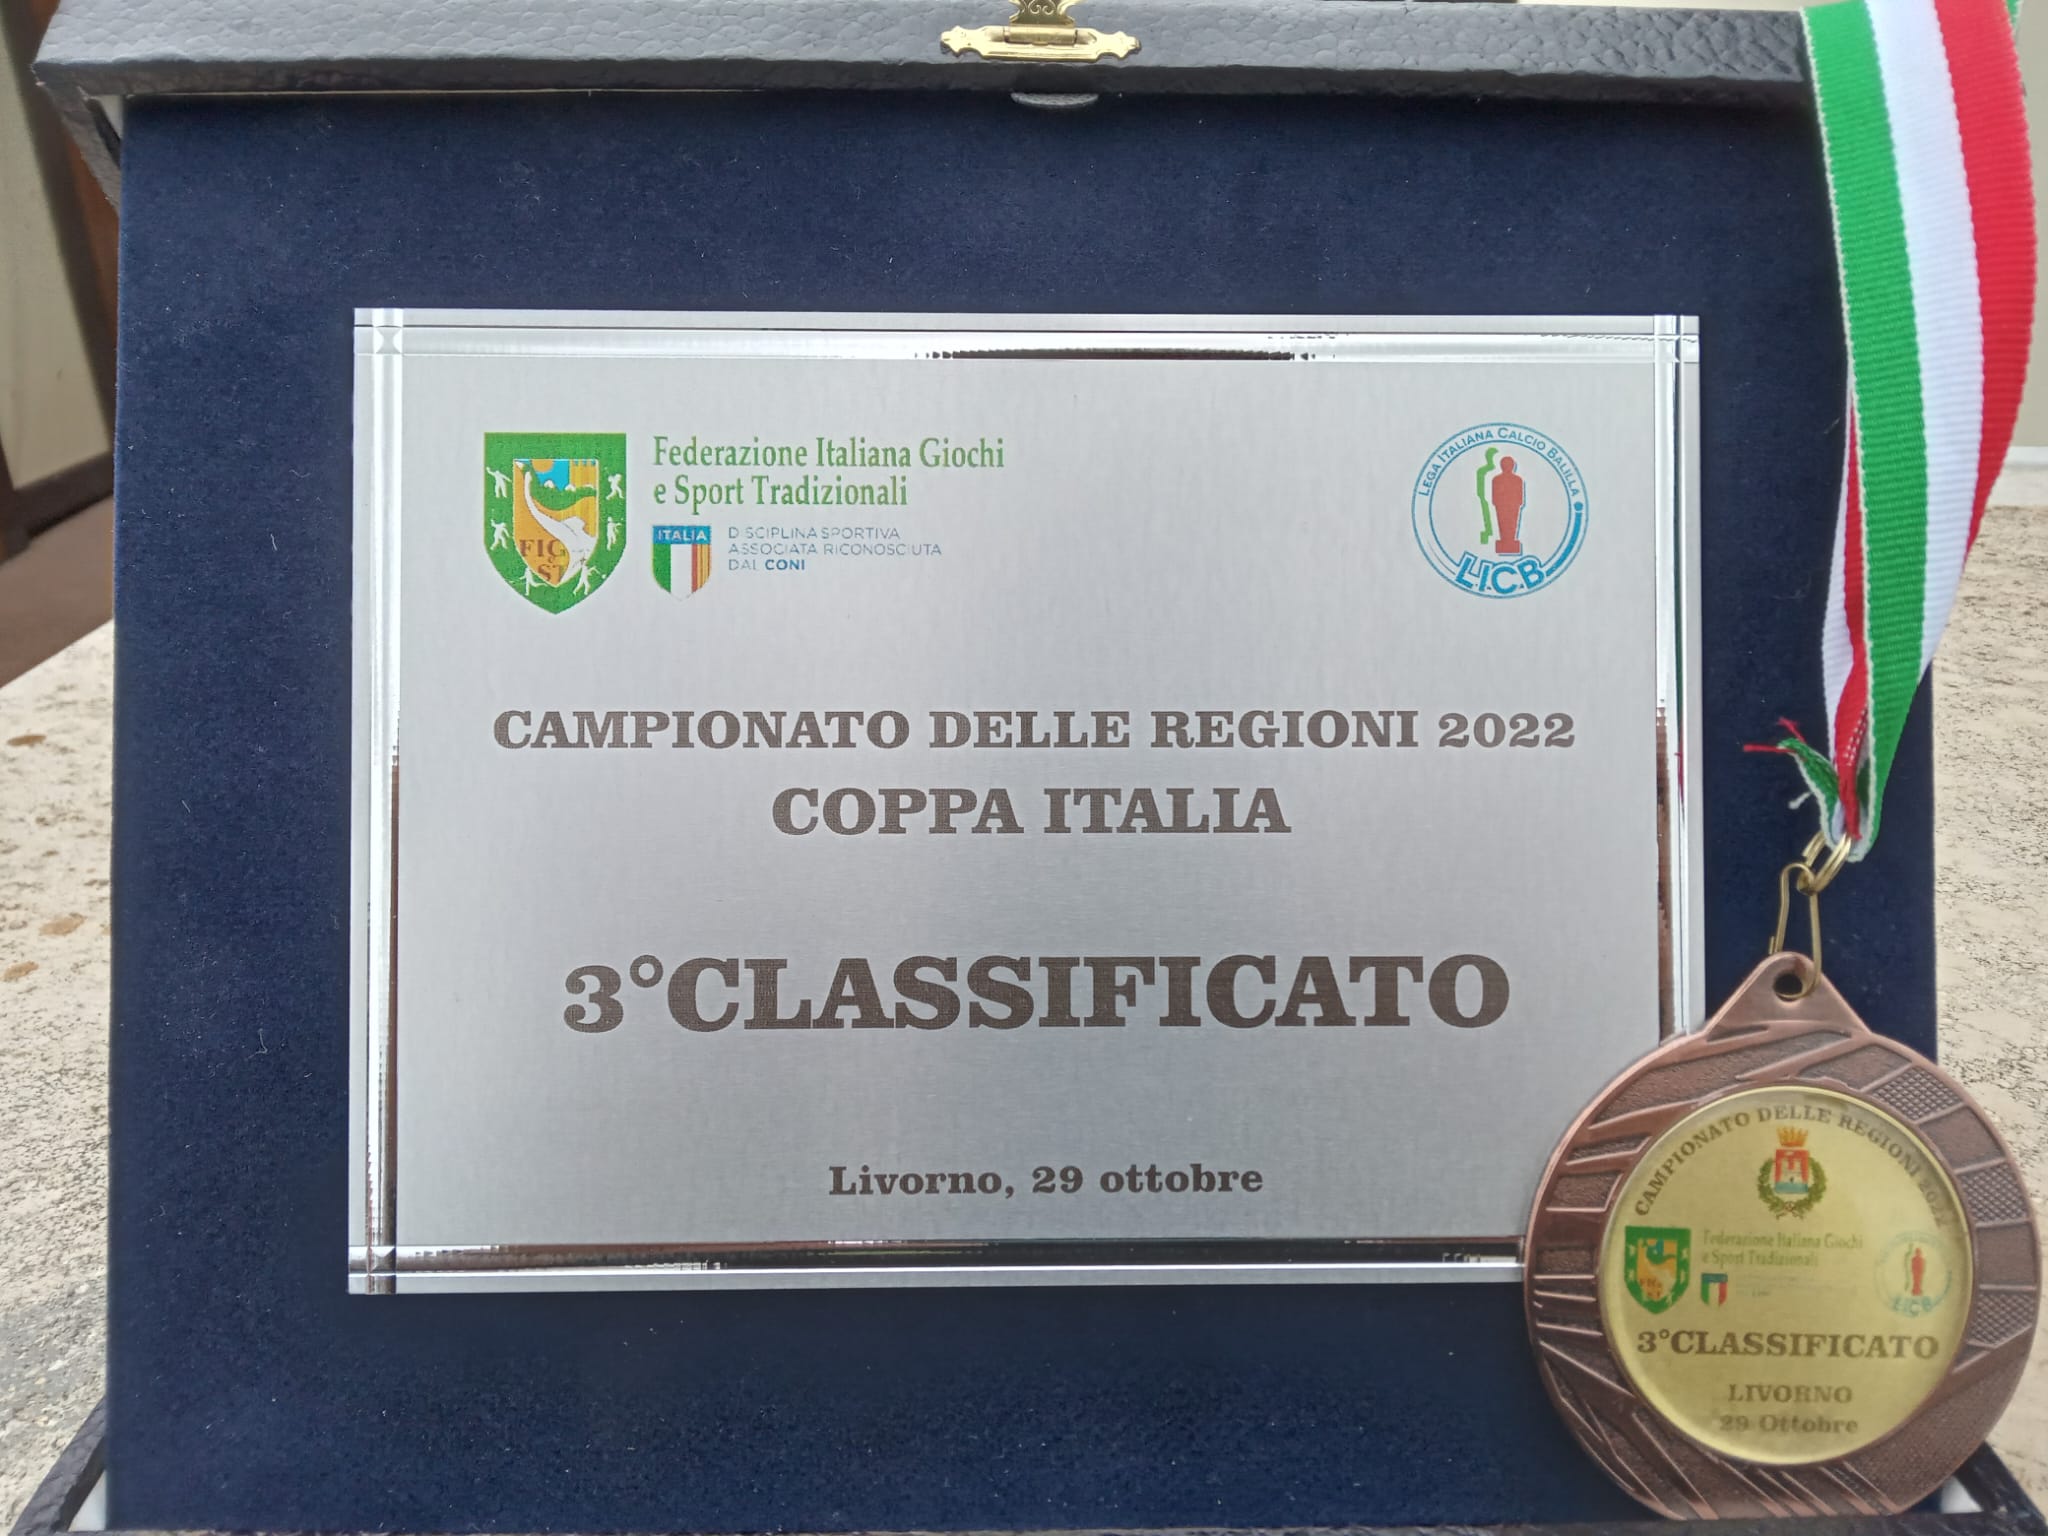 Federazione Italiana Giochi
e Sport Tradizionali
FIG
e
ST
ITALIA
DISCIPLINA SPORTIVA
ASSOCIATA RICONOSCIUTA
DAL CONI
LEGA ITALIANA CALCIO BALILLA
L.I.C.B
CAMPIONATO DELLE REGIONI 2022
COPPA ITALIA
3°CLASSIFICATO
Livorno, 29 ottobre
CAMPIONATO DELLE REGIONI 2022
Federazione Italiana Giochi
e Sport Tradizionali
L.I.C.B
3°CLASSIFICATO
LIVORNO
29 Ottobre